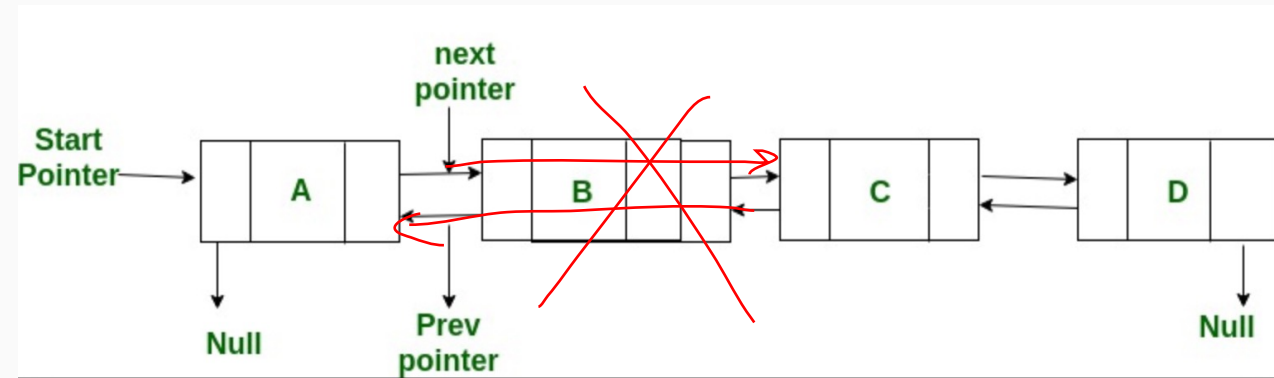 next
pointer
Start
Pointer
A
B
C
D
Null
Prev
pointer
Null